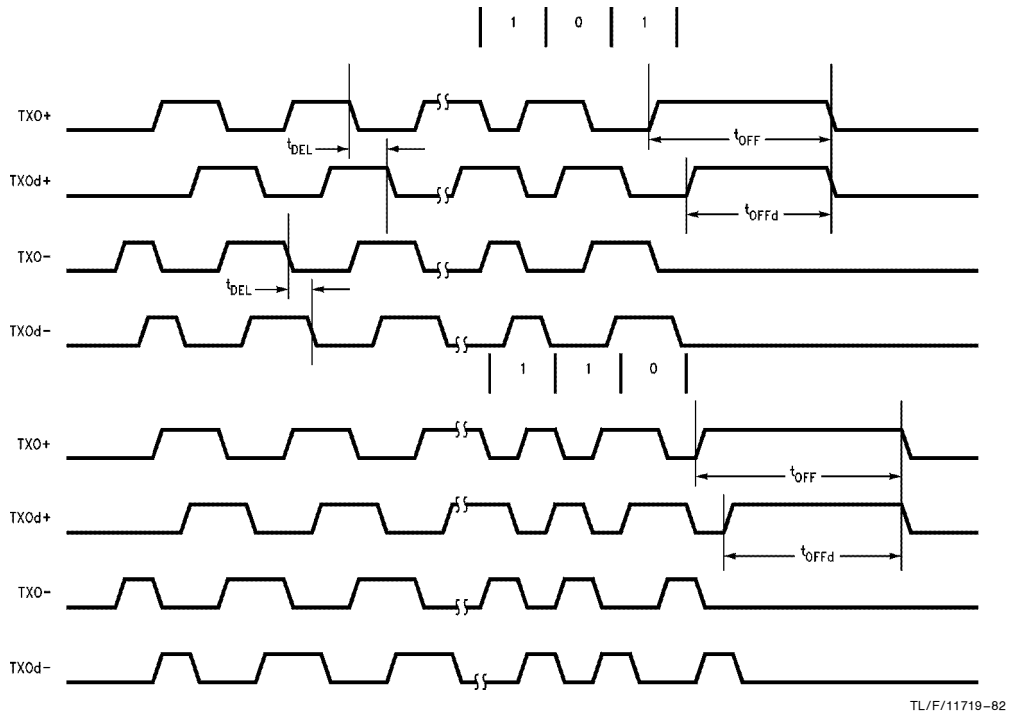 1 0 1
TXO+
tDEL
tOFF
TXOd+
tOFFd
TXO-
tDEL
TXOd-
1 1 0
TXO+
tOFF
TXOd+
tOFFd
TXO-
TXOd-
TL/F/11719-82